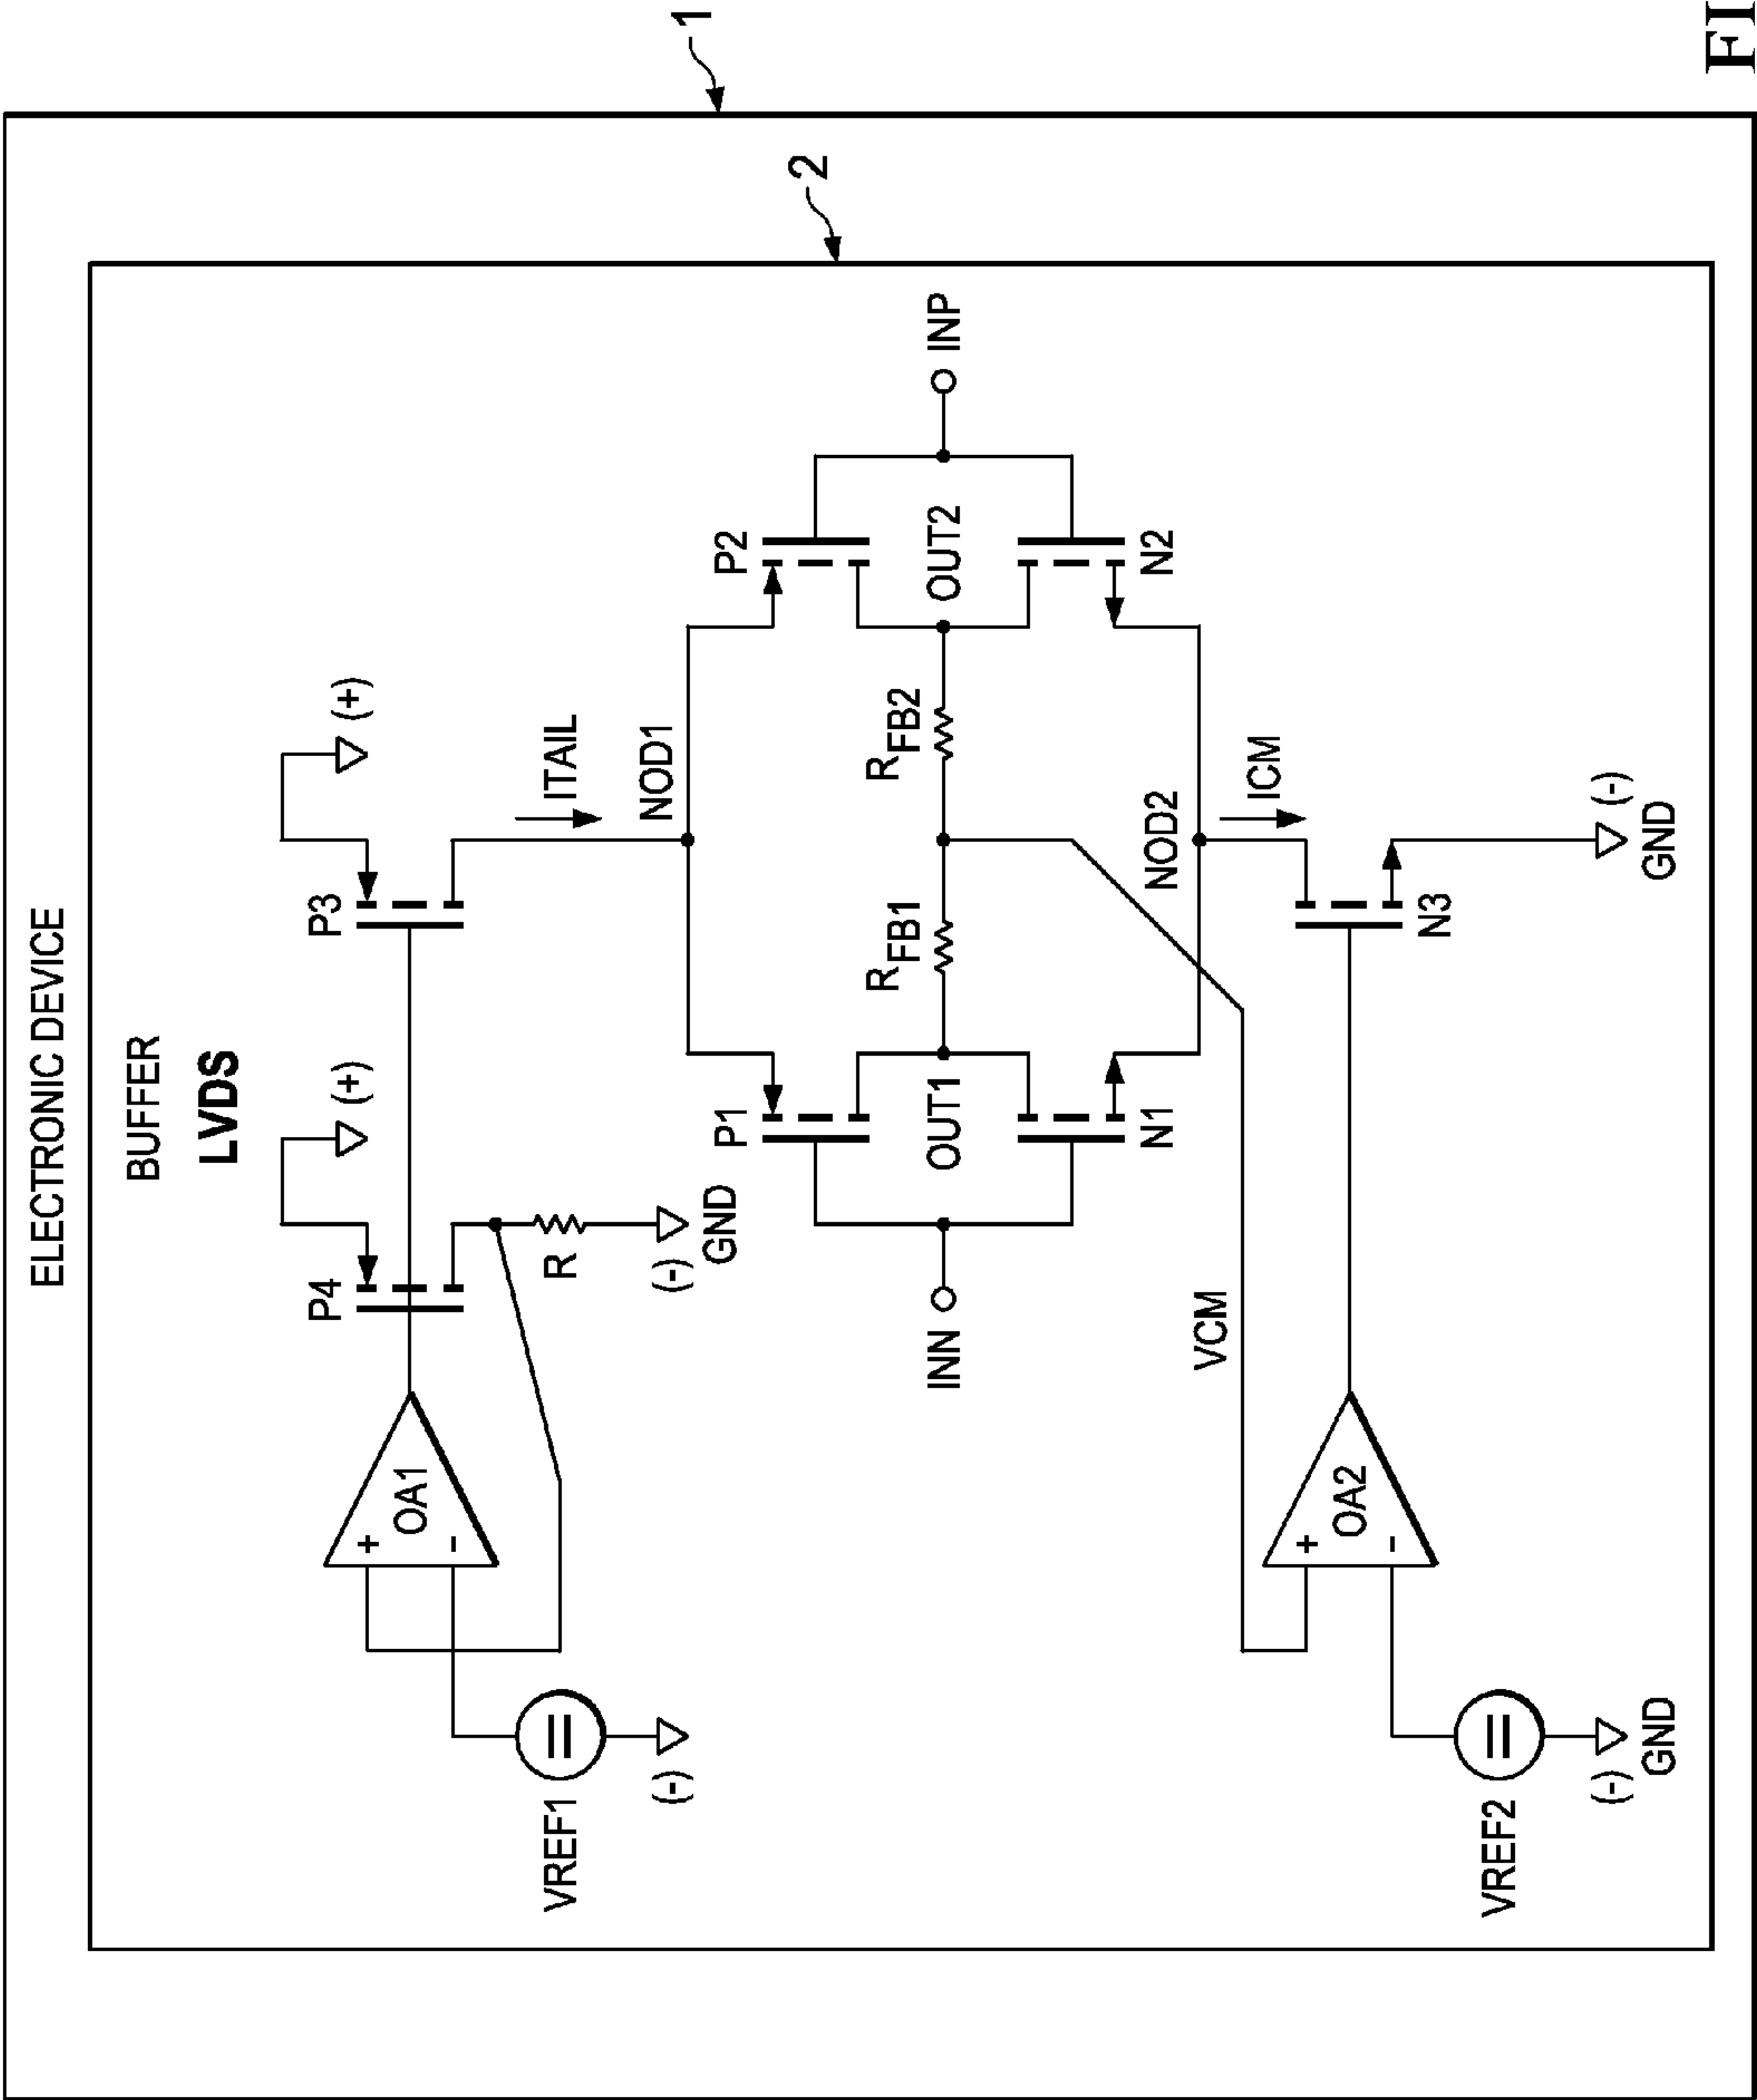 ELECTRONIC DEVICE
1
BUFFER
LVDS
2
(+)
(+)
P4
P3
OA1
+
-
ITAIL
R
VREF1
(-)
(-)
GND
NOD1
P1
P2
INN
OUT1
RFB1
RFB2
OUT2
INP
N1
N2
NOD2
VCM
ICM
OA2
+
-
N3
VREF2
(-)
GND
(-)
GND
FI